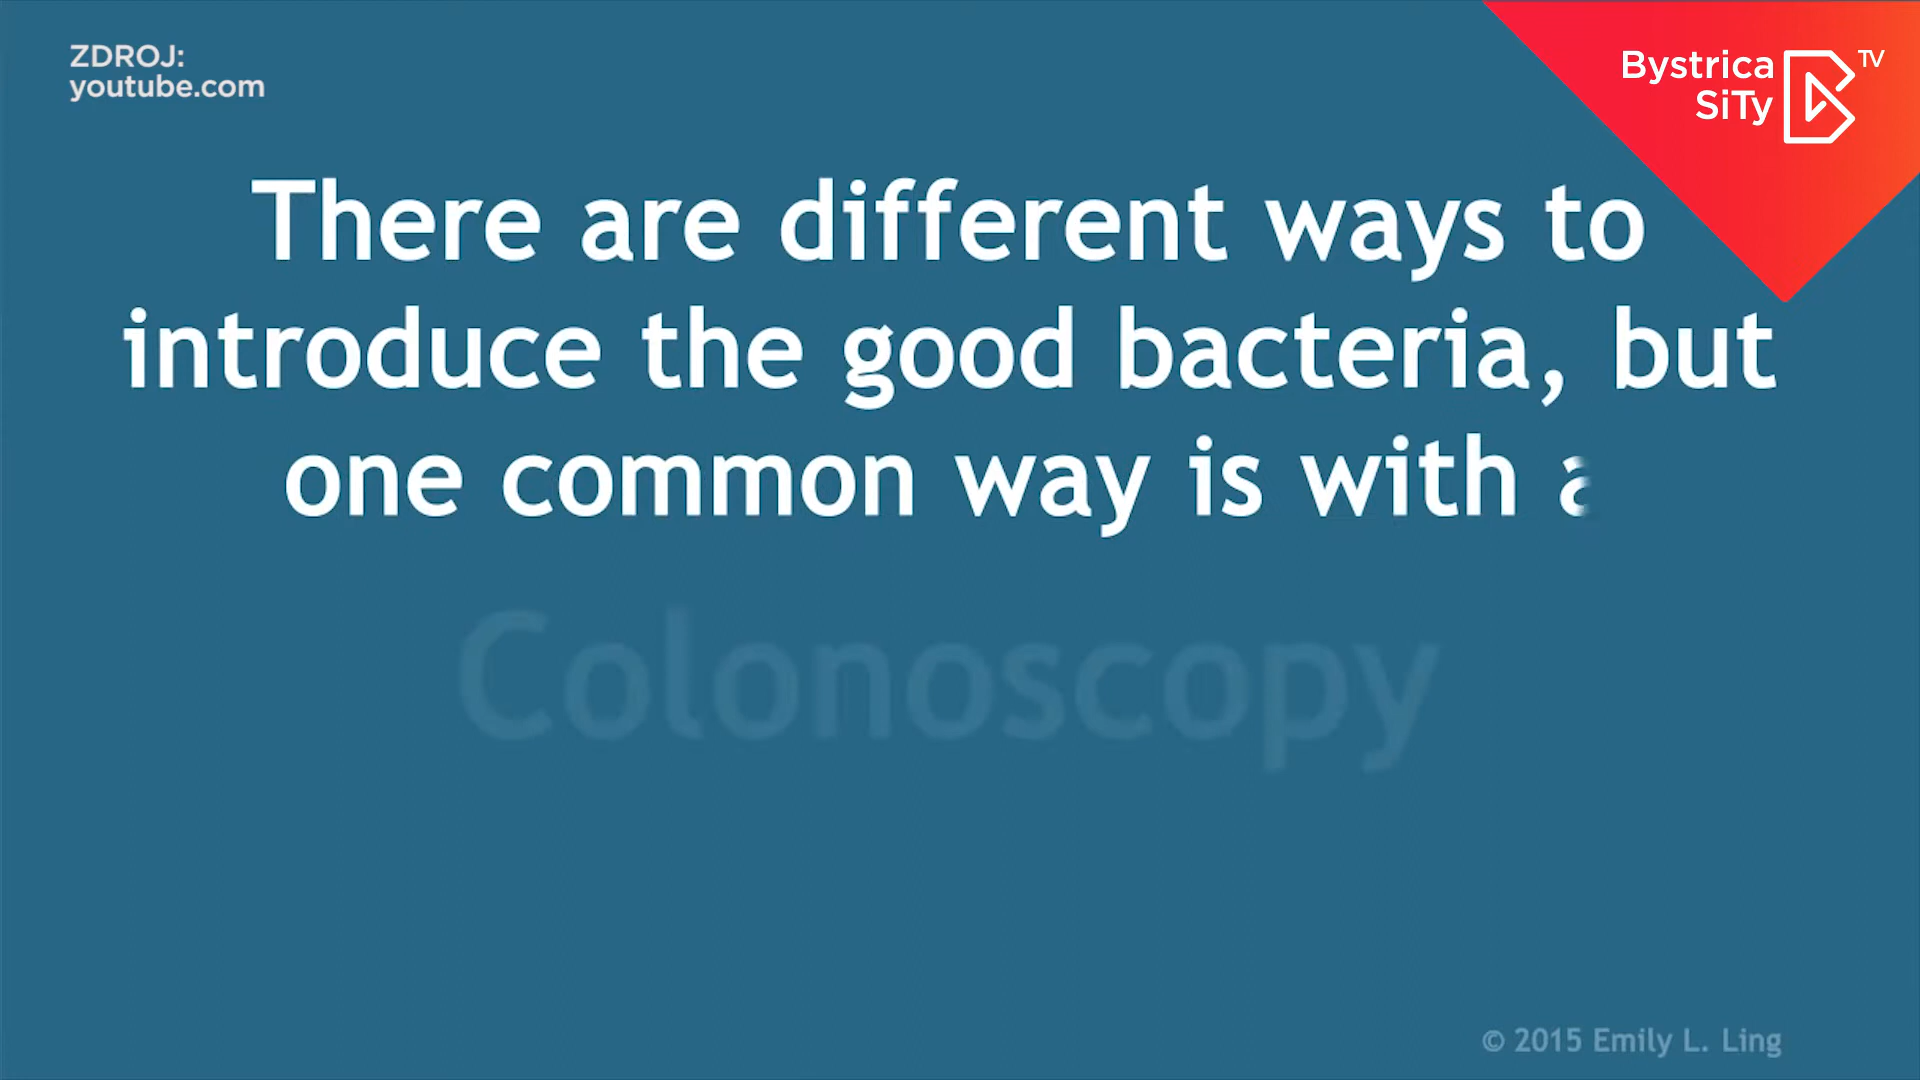 ZDROJ:
youtube.com
Bystrica
SiTy
TV
There are different ways to
introduce the good bacteria, but
one common way is with a
Colonoscopy
© 2015 Emily L. Ling